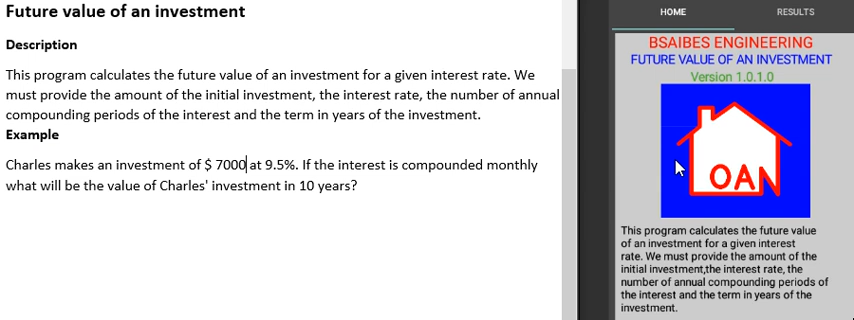 Future value of an investment
Description
This program calculates the future value of an investment for a given interest rate. We
must provide the amount of the initial investment, the interest rate, the number of annual
compounding periods of the interest and the term in years of the investment.
Example
Charles makes an investment of $ 7000 at 9.5%. If the interest is compounded monthly
what will be the value of Charles' investment in 10 years?
HOME RESULTS
BSAIBES ENGINEERING
FUTURE VALUE OF AN INVESTMENT
Version 1.0.1.0
OAN
This program calculates the future value
of an investment for a given interest
rate. We must provide the amount of the
initial investment,the interest rate, the
number of annual compounding periods of
the interest and the term in years of the
investment.